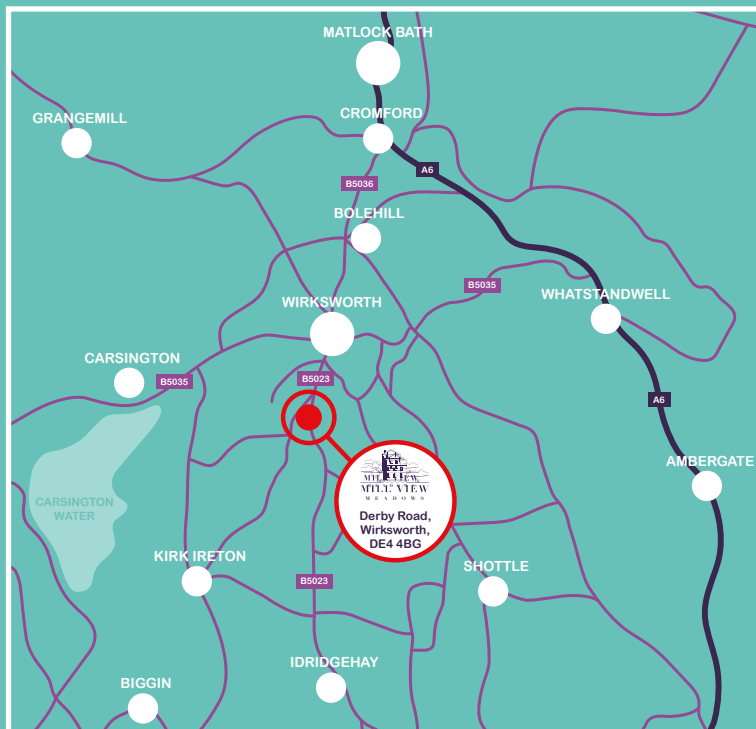 MATLOCK BATH
GRANGEMILL
CROMFORD
A6
B5036
BOLEHILL
B5035
WHATSTANDWELL
WIRKSWORTH
CARSINGTON
B5035
B5023
A6
AMBERGATE
MILL VIEW
MEADOWS
Derby Road,
Wirksworth,
DE4 4BG
CARSINGTON
WATER
KIRK IRETON
B5023
SHOTTLE
IDRIDGEHAY
BIGGIN